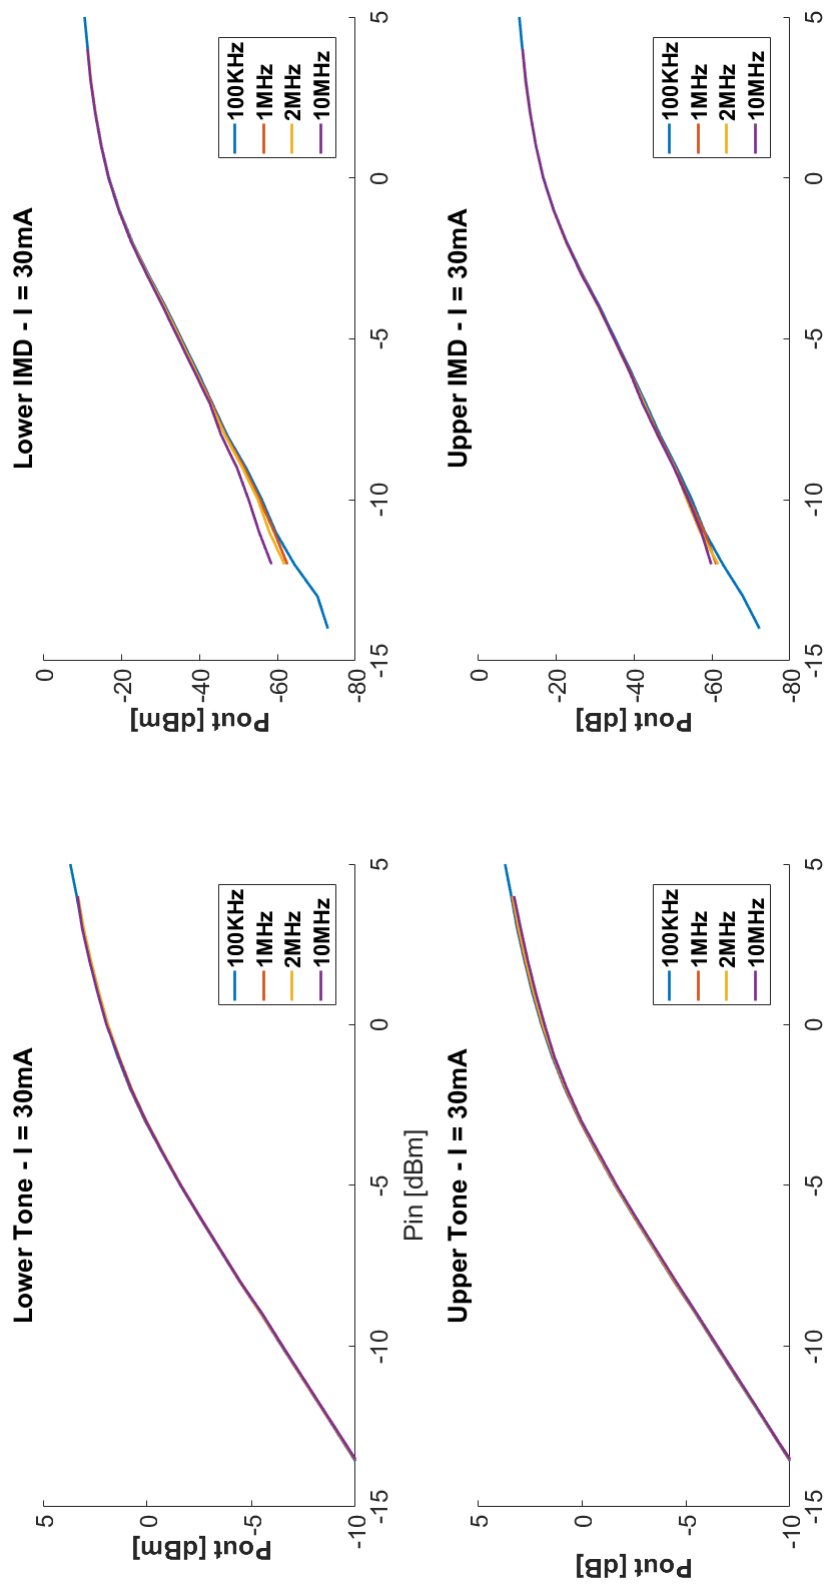 Lower Tone - I = 30mA
5
0
-5
-10
Pout [dBm]
-15
-10
-5
0
5
100KHz
1MHz
2MHz
10MHz
Lower IMD - I = 30mA
0
-20
-40
-60
-80
Pout [dBm]
-15
-10
-5
0
5
100KHz
1MHz
2MHz
10MHz
Pin [dBm]
Upper Tone - I = 30mA
5
0
-5
-10
Pout [dB]
-15
-10
-5
0
5
100KHz
1MHz
2MHz
10MHz
Upper IMD - I = 30mA
0
-20
-40
-60
-80
Pout [dB]
-15
-10
-5
0
5
100KHz
1MHz
2MHz
10MHz